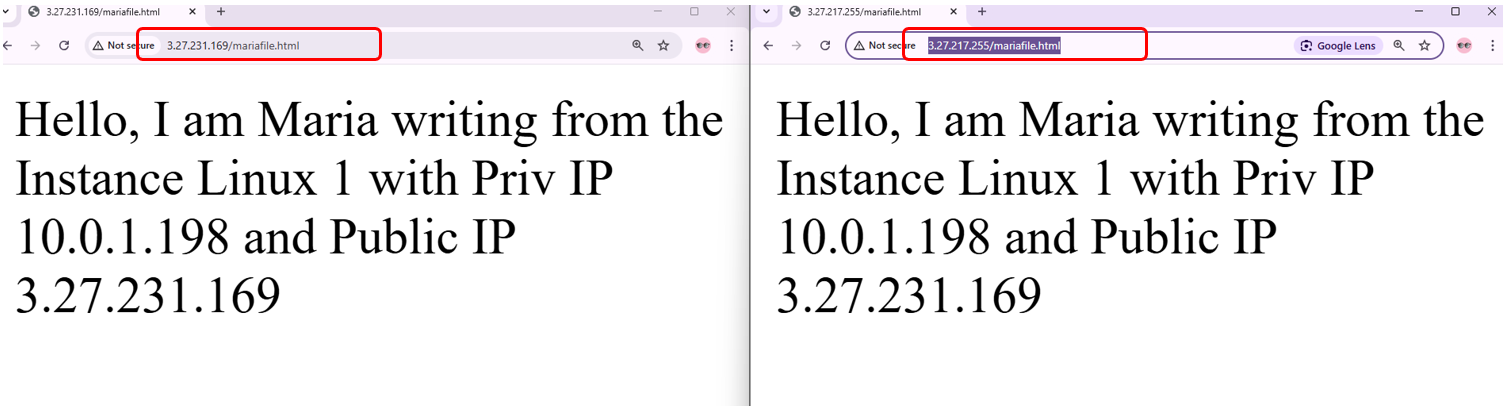 3.27.231.169/mariafile.html
Not secure 3.27.231.169/mariafile.html
Hello, I am Maria writing from the
Instance Linux 1 with Priv IP
10.0.1.198 and Public IP
3.27.231.169
3.27.217.255/mariafile.html
Not secure 3.27.217.255/mariafile.html Google Lens
Hello, I am Maria writing from the
Instance Linux 1 with Priv IP
10.0.1.198 and Public IP
3.27.231.169